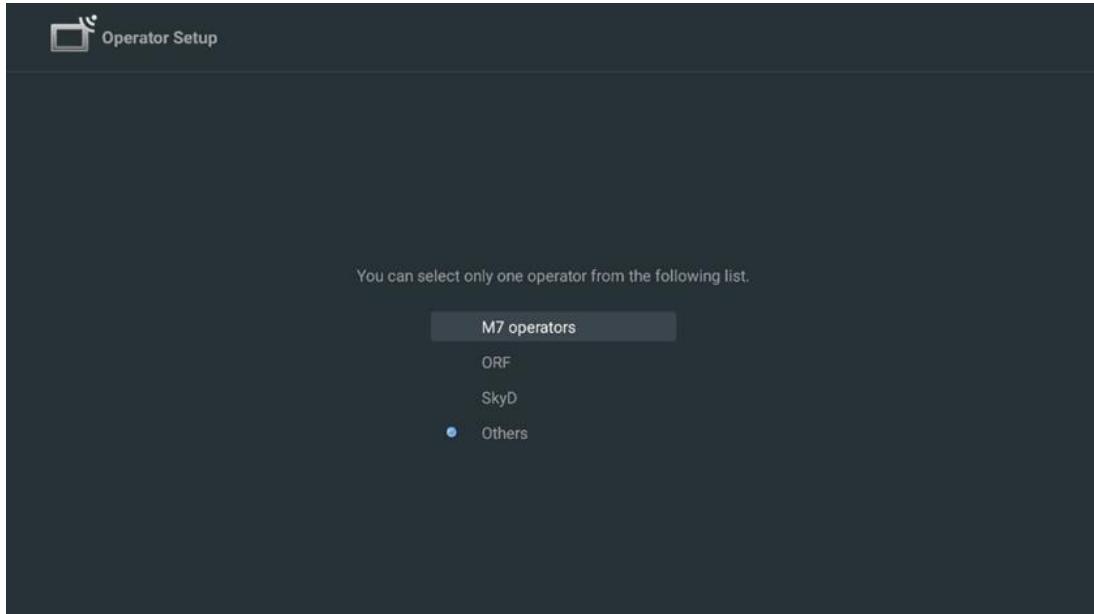 Operator Setup
You can select only one operator from the following list.
M7 operators
ORF
SkyD
Others